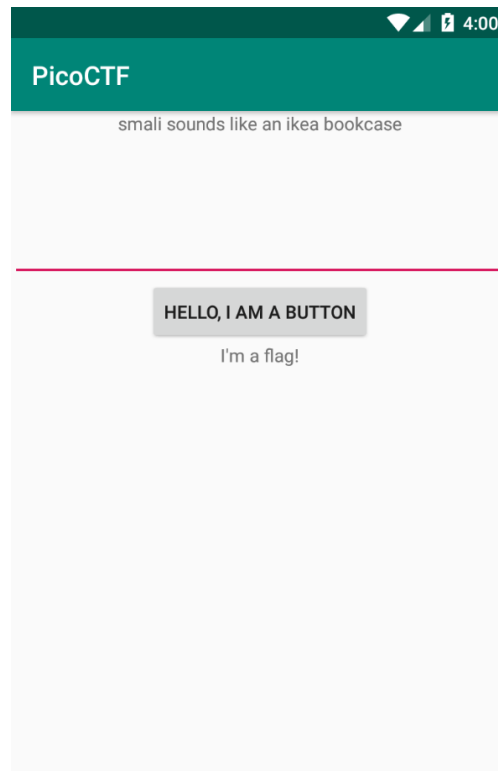 4:00
PicoCTF
smali sounds like an ikea bookcase
HELLO, I AM A BUTTON
I'm a flag!